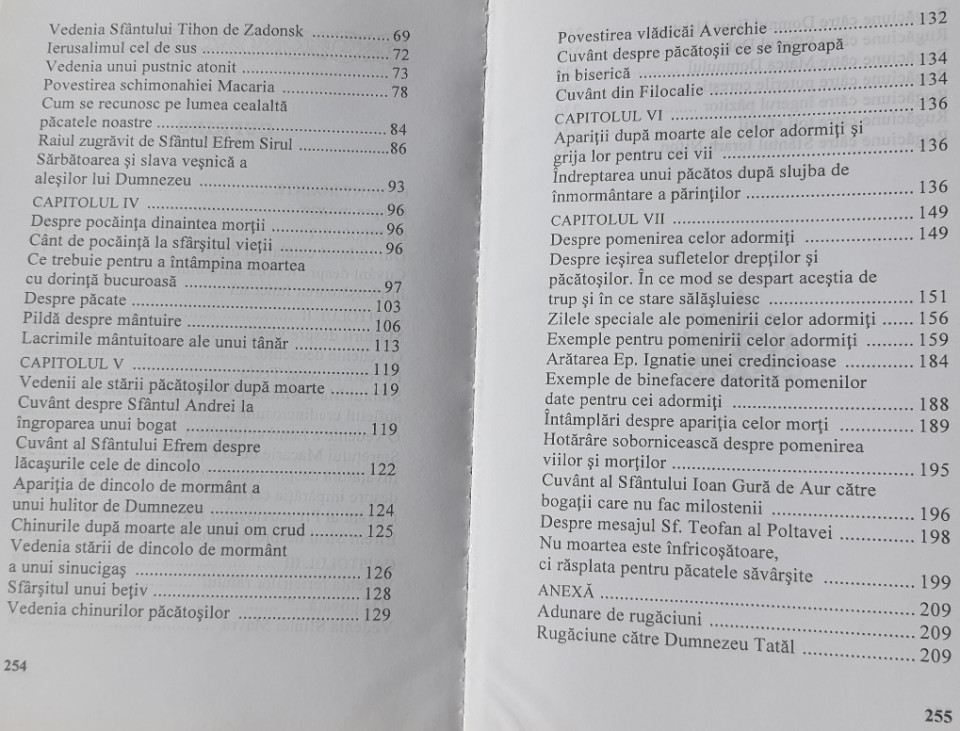 Vedenia Sfântului Tihon de Zadonsk .................. 69
Ierusalimul cel de sus .......................................... 72
Vedenia unui pustnic atonit .................................. 73
Povestirea schimonahiei Macaria ........................ 78
Cum se recunosc pe lumea cealaltă
păcatele noastre .................................................. 84
Raiul zugrăvit de Sfântul Efrem Sirul .................... 86
Sărbătoarea şi slava veşnică a
aleşilor lui Dumnezeu .......................................... 93
CAPITOLUL IV .................................................. 96
Despre pocăinţa dinaintea morţii .......................... 96
Cânt de pocăinţă la sfârşitul vieţii ........................ 96
Ce trebuie pentru a întâmpina moartea
cu dorinţă bucuroasă .......................................... 97
Despre păcate .................................................. 103
Pildă despre mântuire ........................................ 106
Lacrimile mântuitoare ale unui tânăr .................. 113
CAPITOLUL V .................................................. 119
Vedenii ale stării păcătoşilor după moarte ......... 119
Cuvânt despre Sfântul Andrei la
îngroparea unui bogat ........................................ 119
Cuvânt al Sfântului Efrem despre
lăcaşurile cele de dincolo .................................. 122
Apariţia de dincolo de mormânt a
unui hulitor de Dumnezeu .................................. 124
Chinurile după moarte ale unui om crud ............ 125
Vedenia stării de dincolo de mormânt
a unui sinucigaş ................................................ 126
Sfârşitul unui beţiv ............................................ 128
Vedenia chinurilor păcătoşilor .......................... 129
254
Povestirea vlădicăi Averchie .............................. 132
Cuvânt despre păcătoşii ce se îngroapă
în biserică .......................................................... 134
Cuvânt din Filocalie .......................................... 134
CAPITOLUL VI .................................................. 136
Apariţii după moarte ale celor adormiţi şi
grija lor pentru cei vii ........................................ 136
Îndreptarea unui păcătos după slujba de
înmormântare a părinţilor .................................. 136
CAPITOLUL VII ................................................ 149
Despre pomenirea celor adormiţi ...................... 149
Despre ieşirea sufletelor drepţilor şi
păcătoşilor. În ce mod se despart aceştia de
trup şi în ce stare sălăşluiesc ............................ 151
Zilele speciale ale pomenirii celor adormiţi ...... 156
Exemple pentru pomenirii celor adormiţi ......... 159
Arătarea Ep. Ignatie unei credincioase .............. 184
Exemple de binefacere datorită pomenilor
date pentru cei adormiţi .................................... 188
Întâmplări despre apariţia celor morţi .............. 189
Hotărâre sobornicească despre pomenirea
viilor şi morţilor ................................................ 195
Cuvânt al Sfântului Ioan Gură de Aur către
bogaţii care nu fac milostenii ............................ 196
Despre mesajul Sf. Teofan al Poltavei .............. 198
Nu moartea este înfricoşătoare,
ci răsplata pentru păcatele săvârşite .................. 199
ANEXĂ .............................................................. 209
Adunare de rugăciuni ........................................ 209
Rugăciune către Dumnezeu Tatăl ...................... 209
255